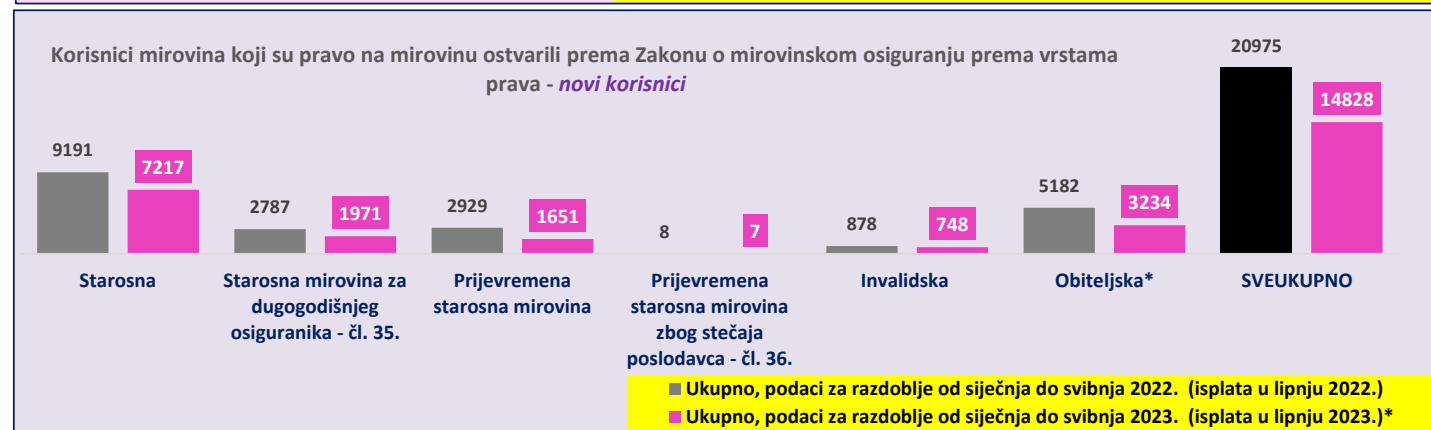 Korisnici mirovina koji su pravo na mirovinu ostvarili prema Zakonu o mirovinskom osiguranju prema vrstama
prava - novi korisnici
9191
7217
2787
1971
2929
1651
8
7
878
748
5182
3234
20975
14828
Starosna
Starosna mirovina za
dugogodišnjeg
osiguranika - čl. 35.
Prijevremena
starosna mirovina
Prijevremena
starosna mirovina
zbog stečaja
poslodavca - čl. 36.
Invalidska
Obiteljska*
SVEUKUPNO
Ukupno, podaci za razdoblje od siječnja do svibnja 2022. (isplata u lipnju 2022.)
Ukupno, podaci za razdoblje od siječnja do svibnja 2023. (isplata u lipnju 2023.)*